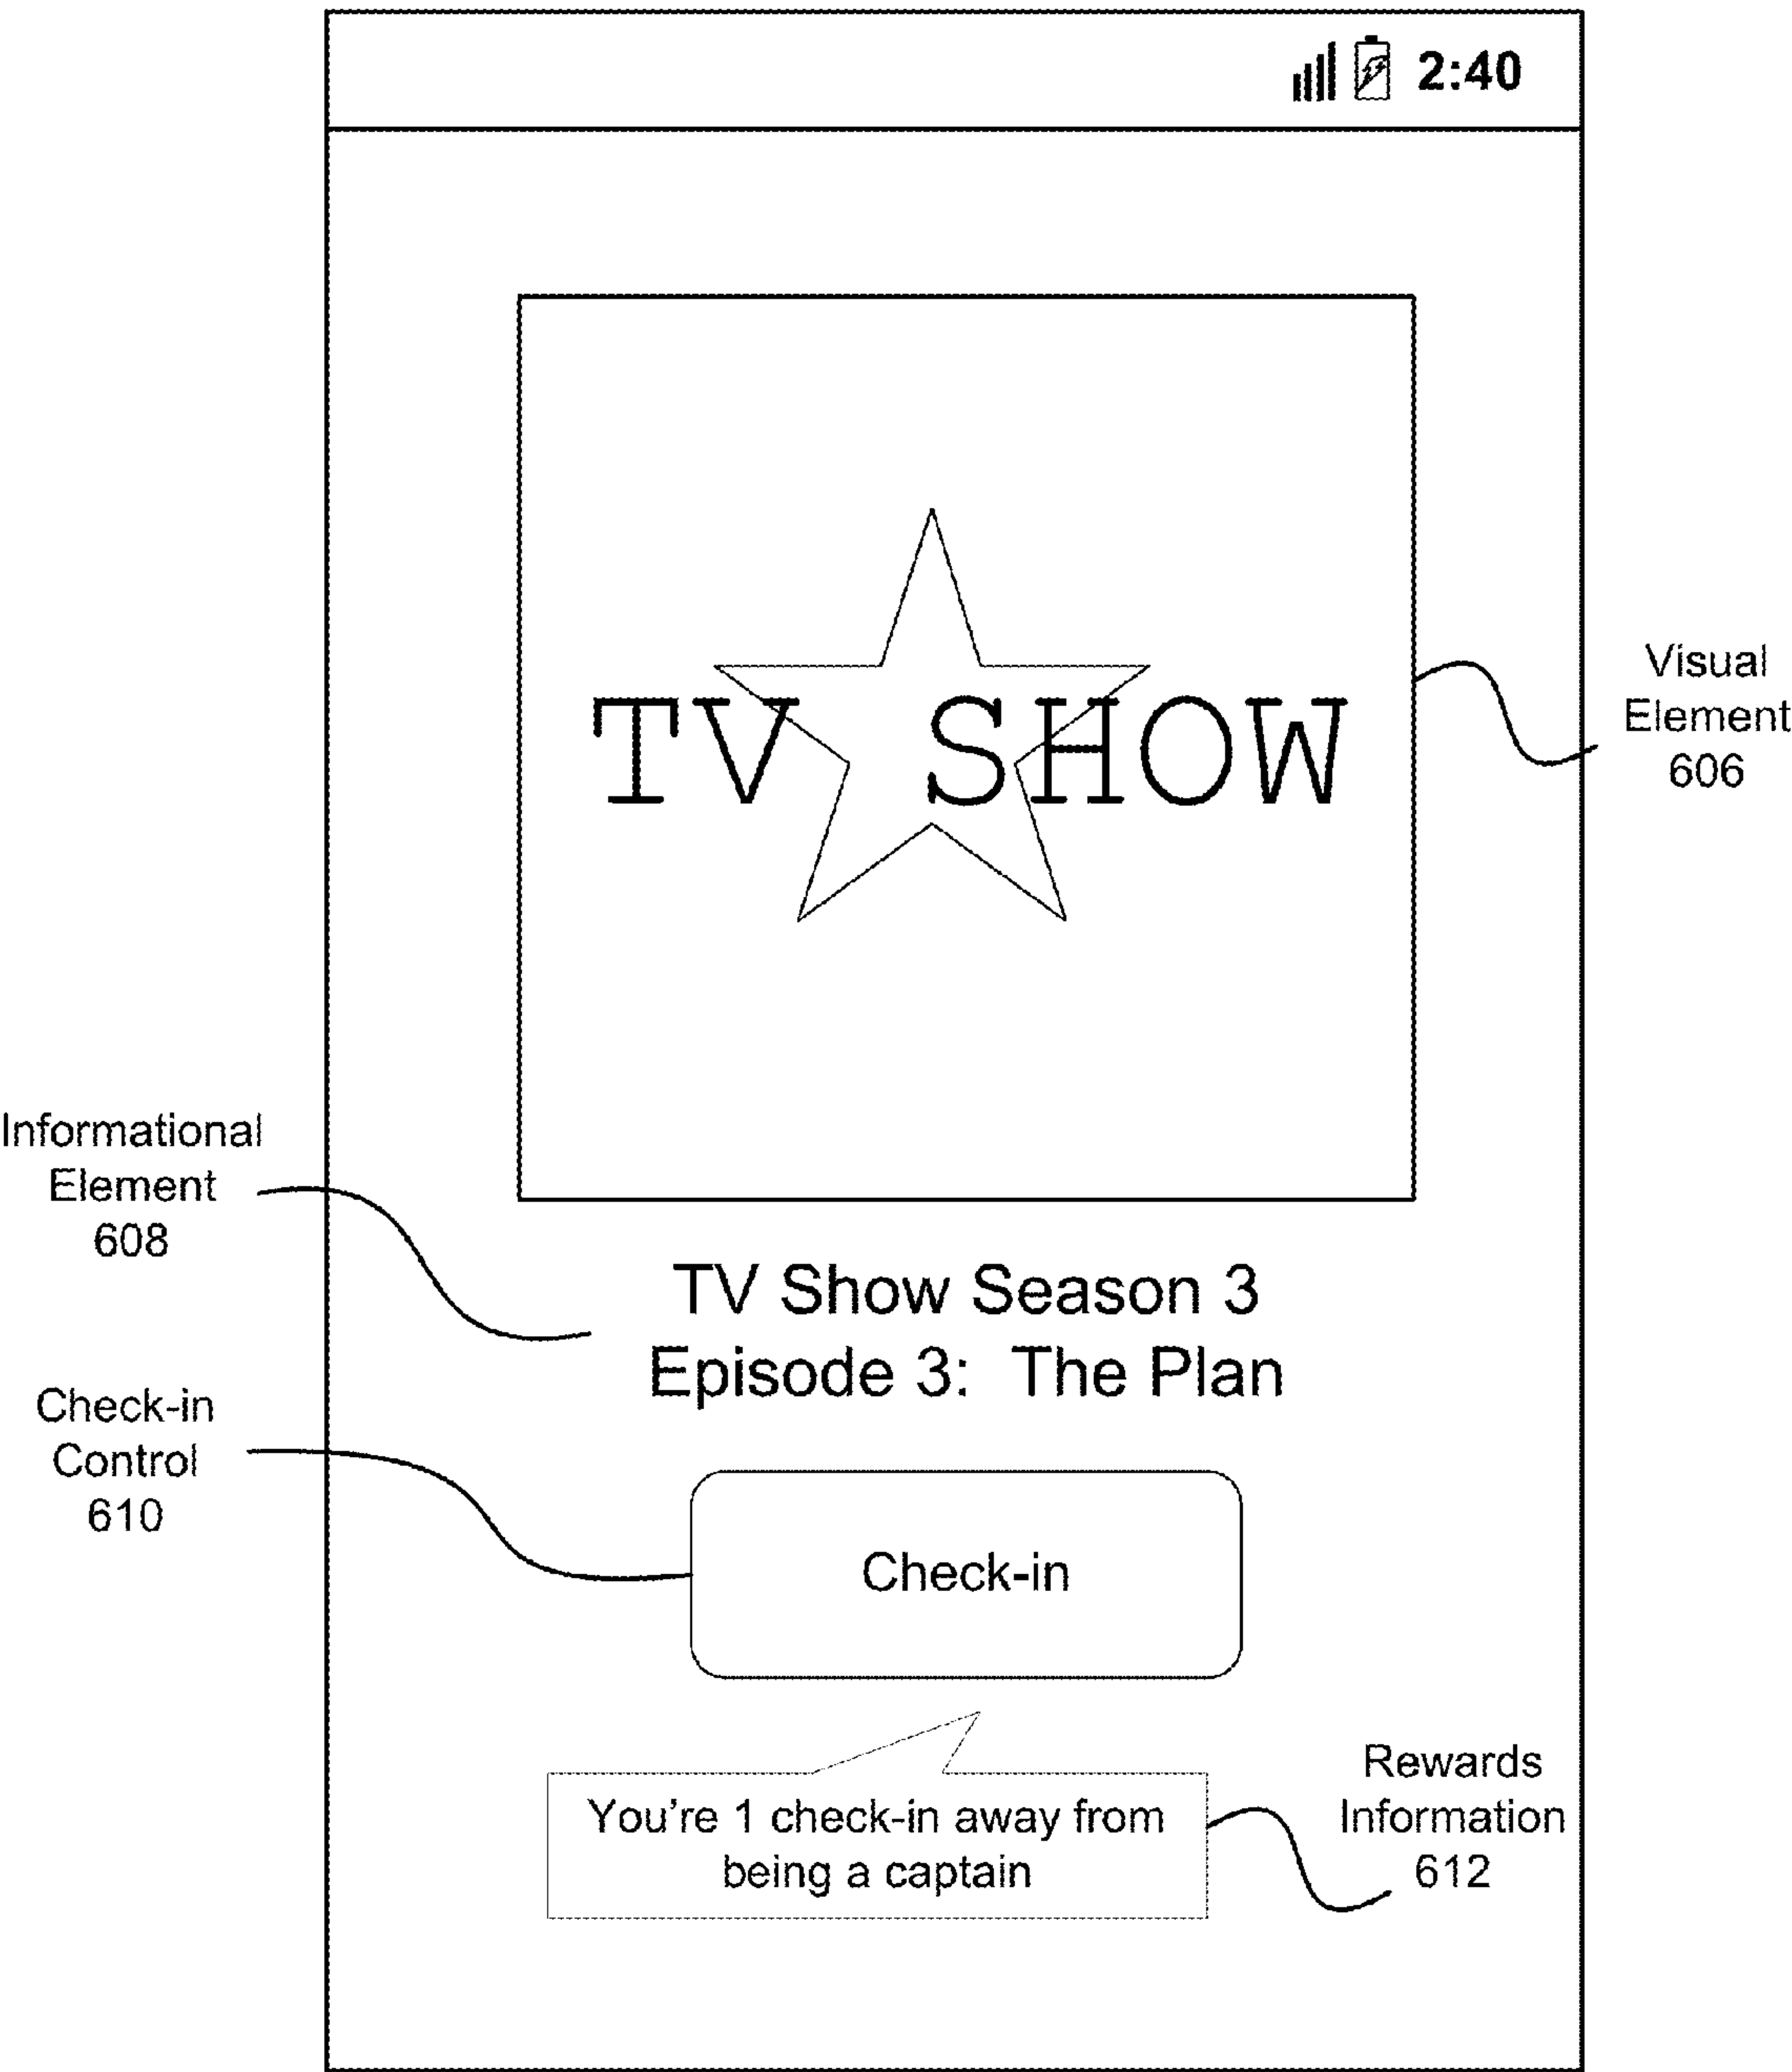 2:40
TV SHOW
Visual
Element
606
Informational
Element
608
TV Show Season 3
Episode 3:  The Plan
Check-in
Control
610
Check-in
You're 1 check-in away from
being a captain
Rewards
Information
612